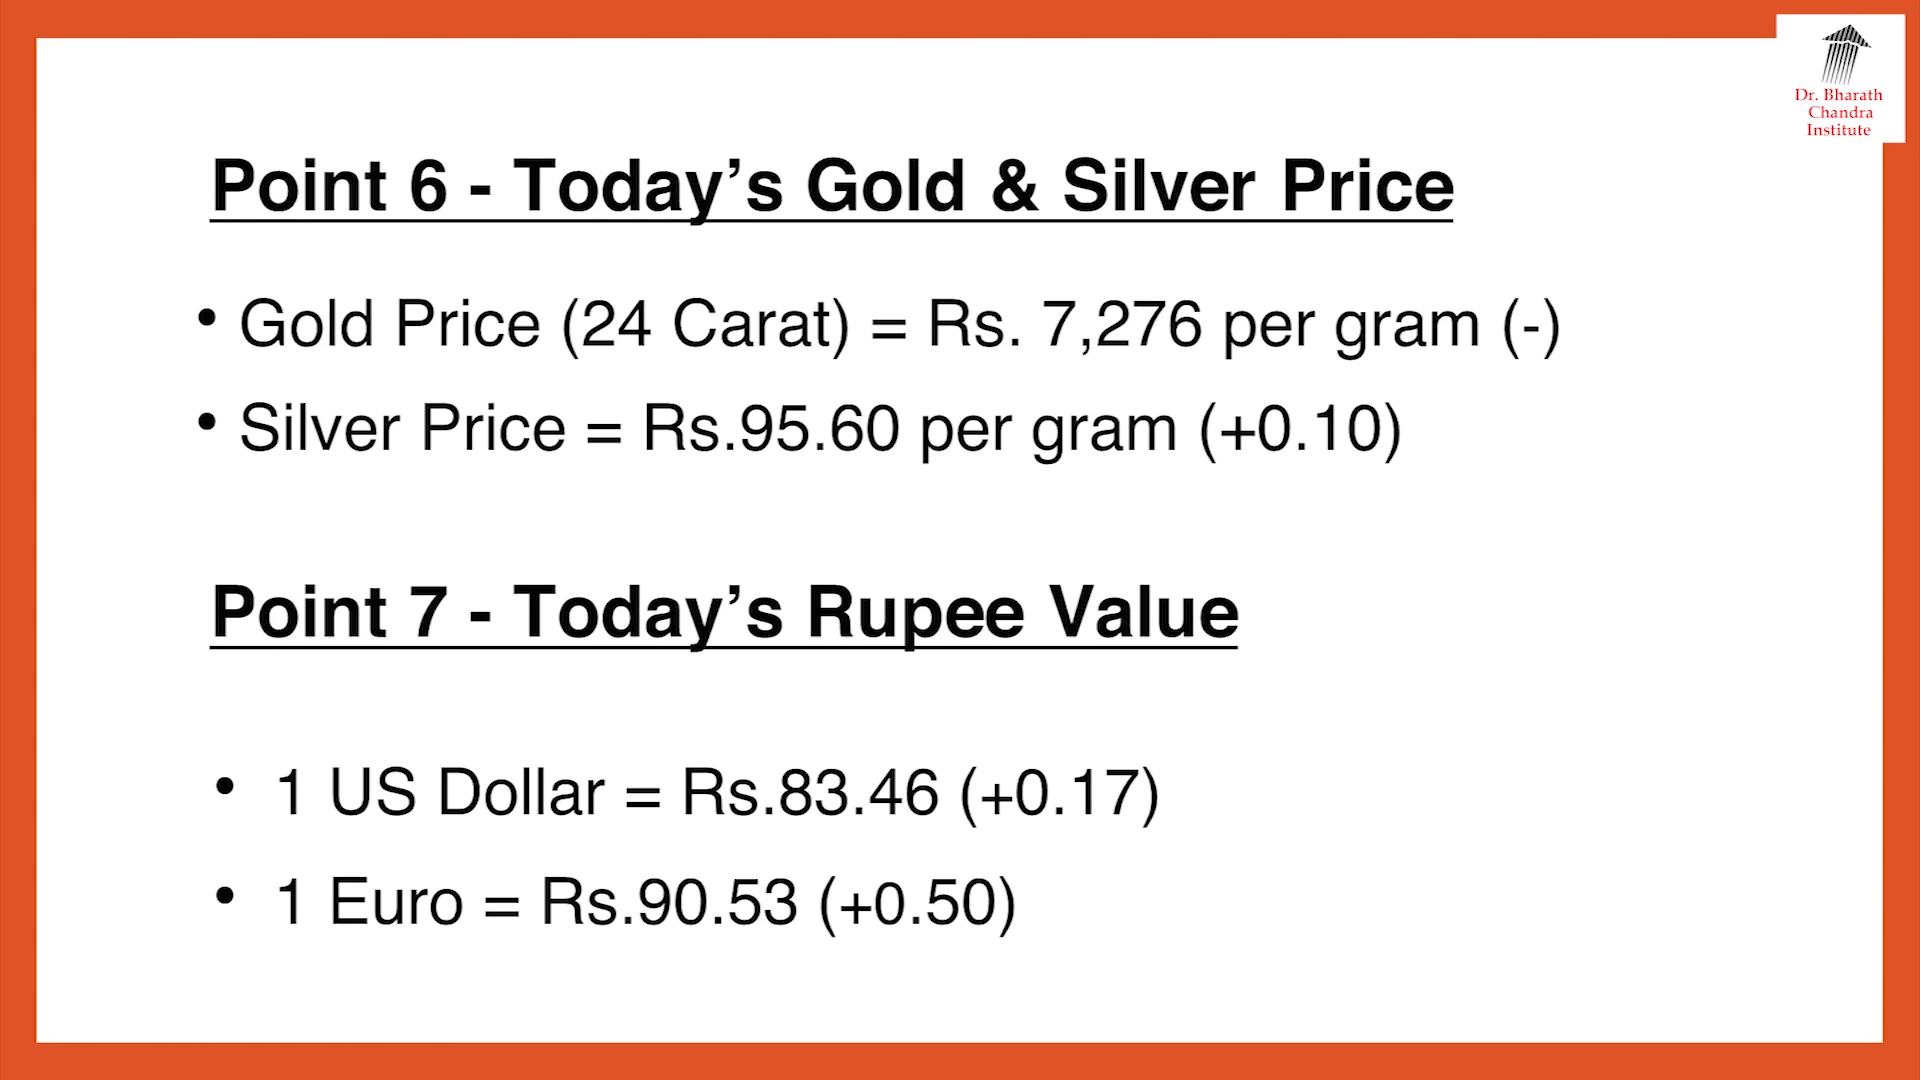 Dr. Bharath
Chandra
Institute
Point 6 - Today’s Gold & Silver Price
• Gold Price (24 Carat) = Rs. 7,276 per gram (-)
• Silver Price = Rs.95.60 per gram (+0.10)
Point 7 - Today’s Rupee Value
• 1 US Dollar = Rs.83.46 (+0.17)
• 1 Euro = Rs.90.53 (+0.50)